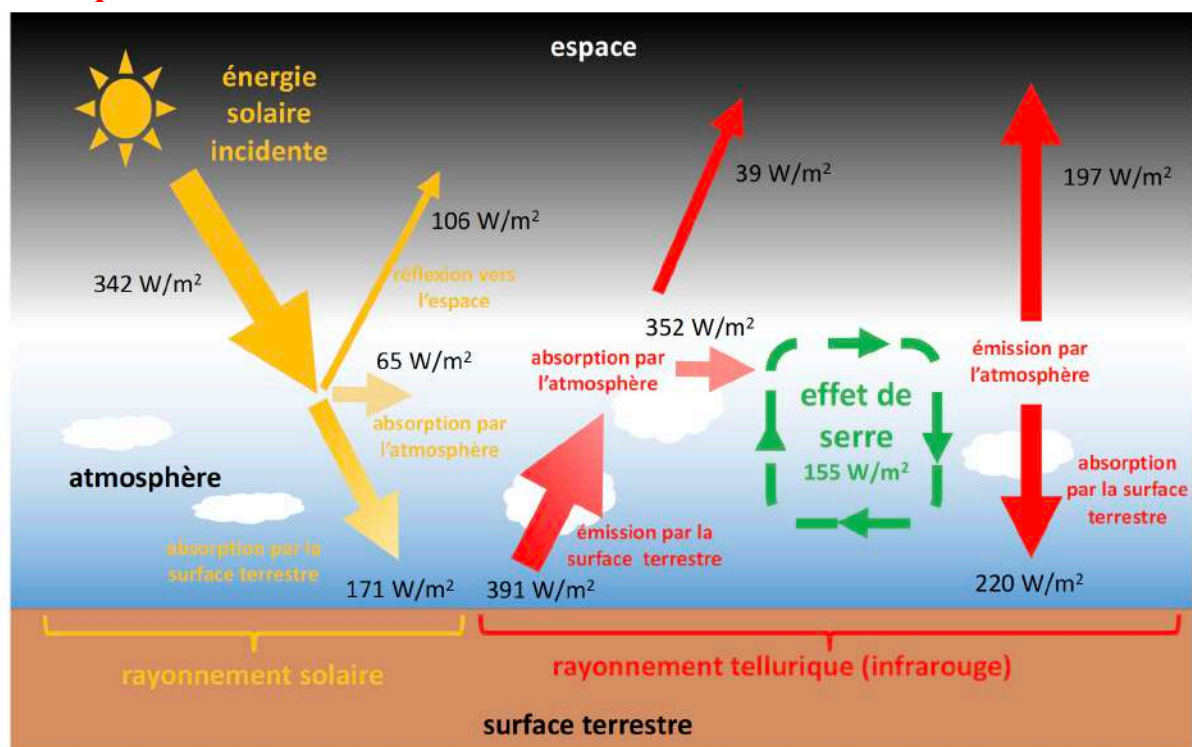 espace
énergie
solaire
incidente
342 W/m²
106 W/m²
réflexion vers
l'espace
65 W/m²
absorption par
l'atmosphère
atmosphère
absorption par la
surface terrestre
171 W/m²
rayonnement solaire
39 W/m²
352 W/m²
absorption par
l'atmosphère
émission par la
surface terrestre
391 W/m²
effet de
serre
155 W/m²
197 W/m²
émission par
l'atmosphère
absorption
par la surface
terrestre
220 W/m²
rayonnement tellurique (infrarouge)
surface terrestre